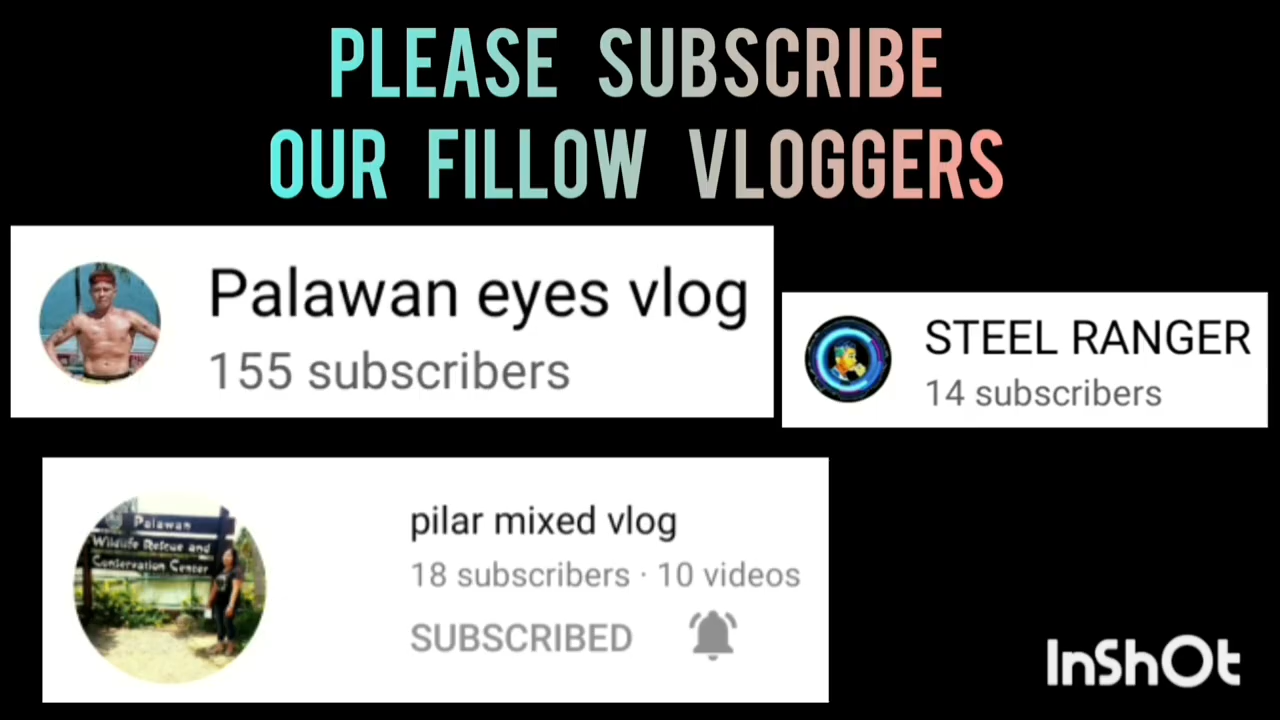 PLEASE SUBSCRIBE
OUR FILLOW VLOGGERS
Palawan eyes vlog
155 subscribers
STEEL RANGER
14 subscribers
Palawan
Wildlife Rescue and
Conservation Center
pilar mixed vlog
18 subscribers · 10 videos
SUBSCRIBED
InShOt